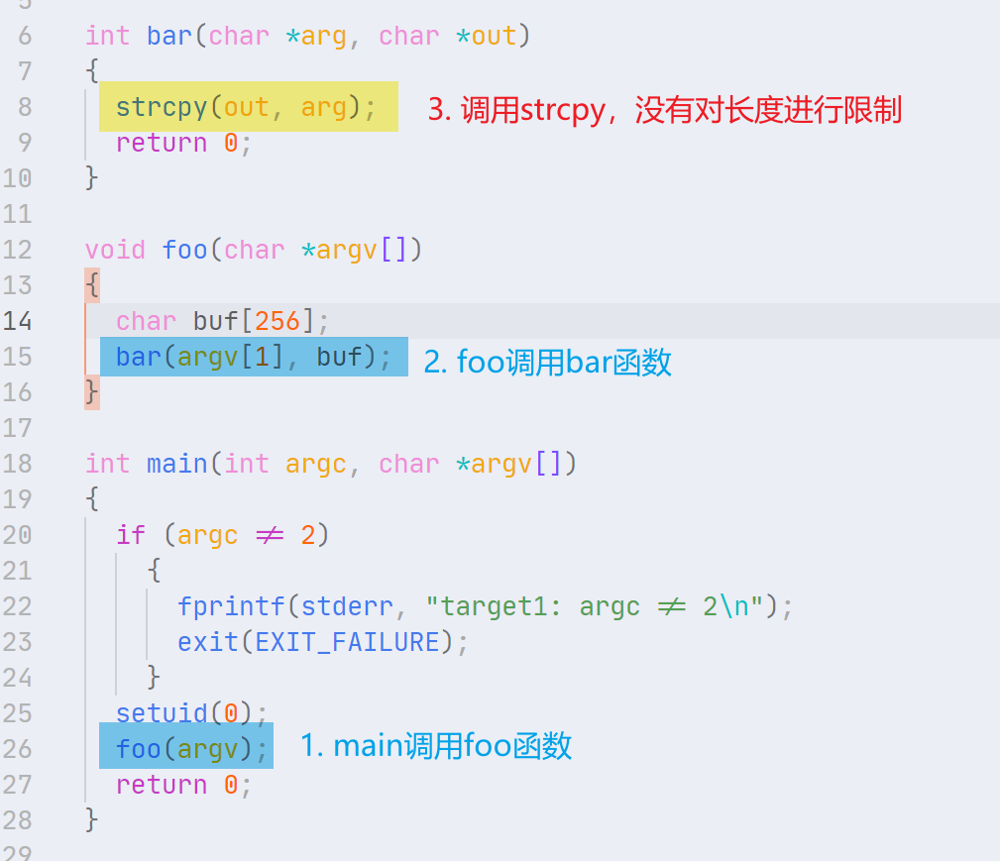 5
6 int bar(char *arg, char *out)
7 {
8 strcpy(out, arg); 3. 调用strcpy，没有对长度进行限制
9 return 0;
10 }
11
12 void foo(char *argv[])
13 {
14 char buf[256];
15 bar(argv[1], buf); 2. foo调用bar函数
16 }
17
18 int main(int argc, char *argv[])
19 {
20 if (argc ≠ 2)
21 {
22 fprintf(stderr, "target1: argc ≠ 2\n");
23 exit(EXIT_FAILURE);
24 }
25 setuid(0);
26 foo(argv); 1. main调用foo函数
27 return 0;
28 }
29